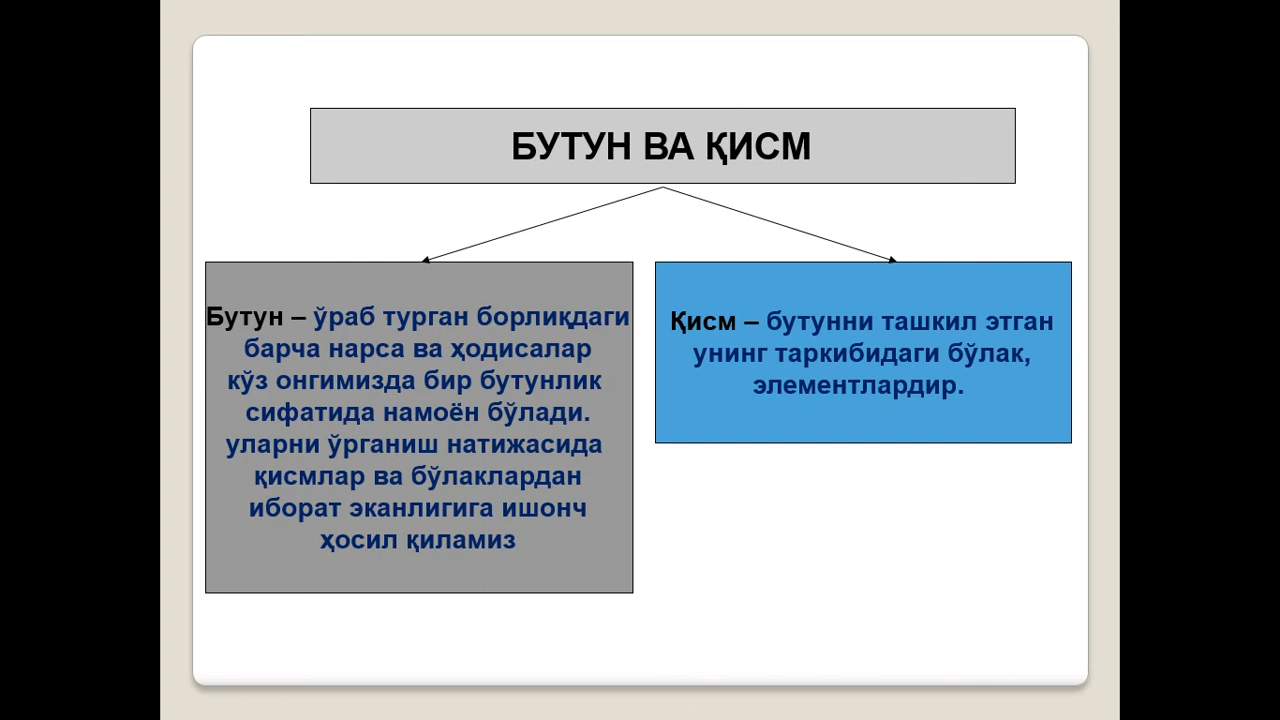 БУТУН ВА ҚИСМ
Бутун – ўраб турган борлиқдаги
барча нарса ва ҳодисалар
кўз онгимизда бир бутунлик
сифатида намоён бўлади.
уларни ўрганиш натижасида
қисмлар ва бўлаклардан
иборат эканлигига ишонч
ҳосил қиламиз
Қисм – бутунни ташкил этган
унинг таркибидаги бўлак,
элементлардир.